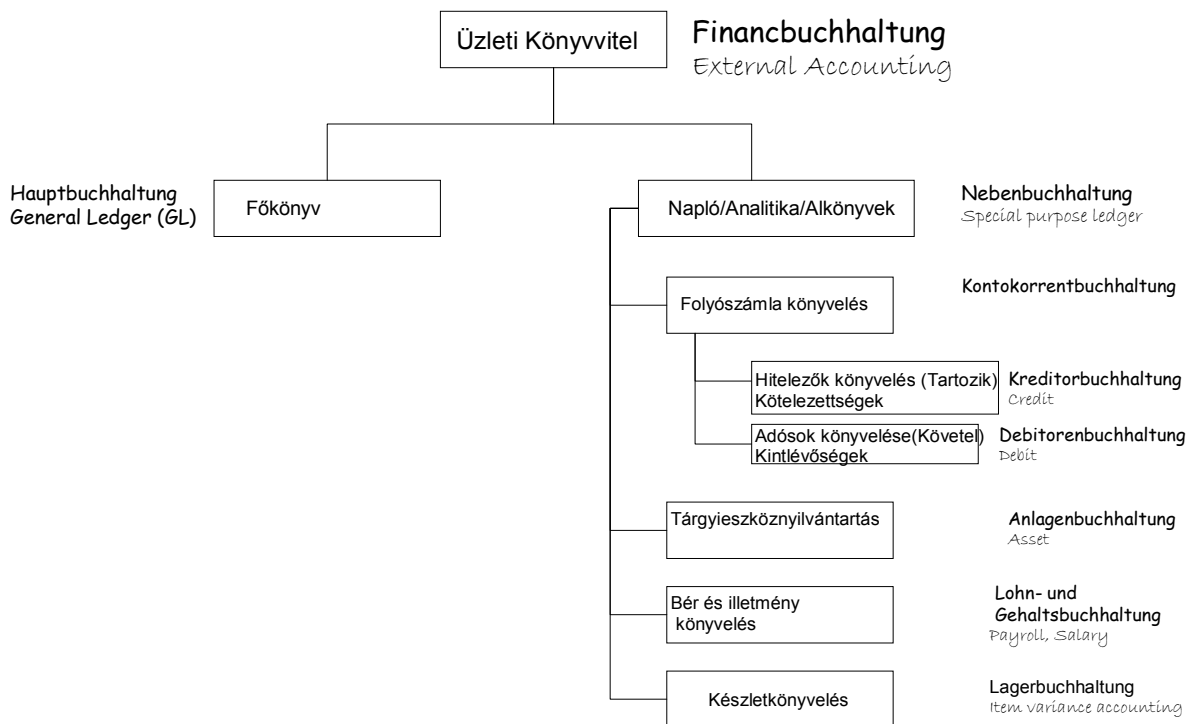 Üzleti Könyvvitel
Financbuchhaltung
External Accounting
Hauptbuchhaltung
General Ledger (GL)
Főkönyv
Napló/Analitika/Alkönyvek
Nebenbuchhaltung
Special purpose ledger
Folyószámla könyvelés
Kontokorrentbuchhaltung
Hitelezők könyvelés (Tartozik)
Kötelezettségek
Kreditorbuchhaltung
Credit
Adósok könyvelése(Követel)
Kintlévőségek
Debitorenbuchhaltung
Debit
Tárgyieszköznyilvántartás
Anlagenbuchhaltung
Asset
Bér és illetmény
könyvelés
Lohn- und
Gehaltsbuchhaltung
Payroll, Salary
Készletkönyvelés
Lagerbuchhaltung
Item variance accounting